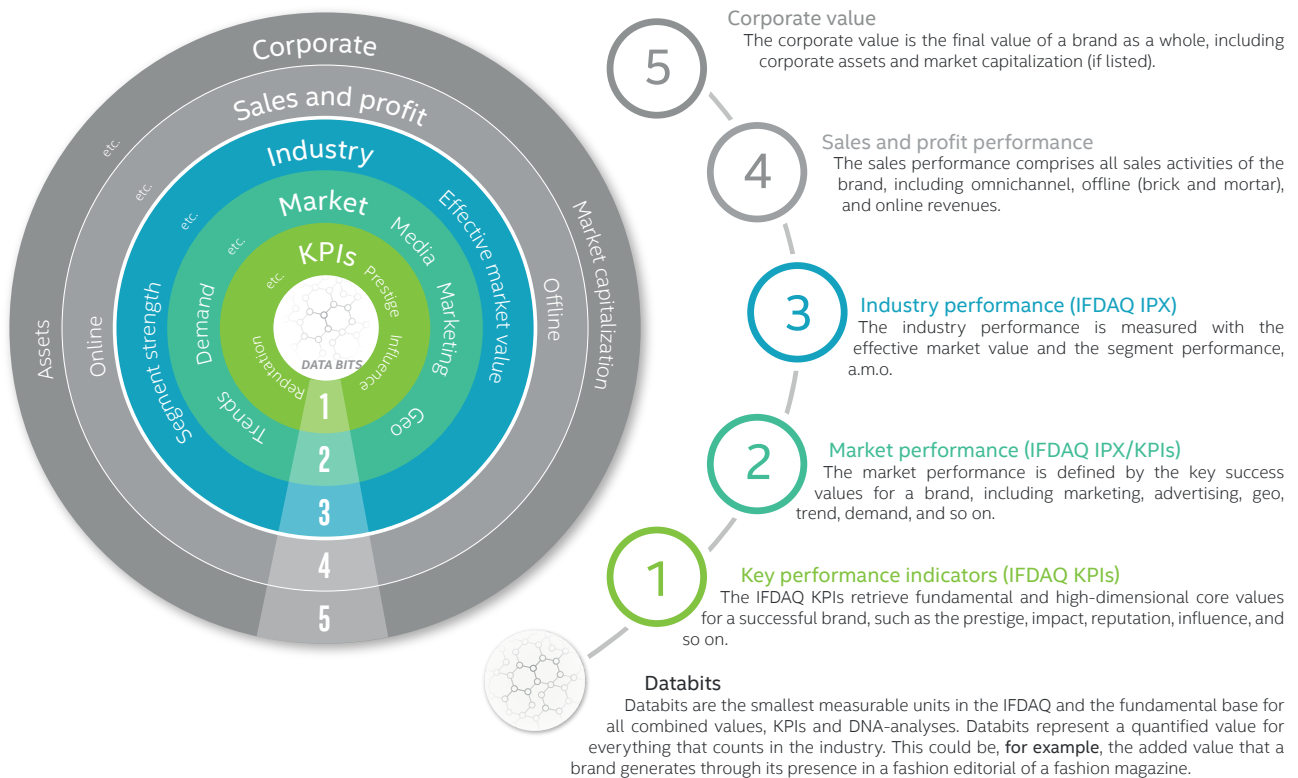 Corporate
Sales and profit
Industry
Market
KPIs
etc.
etc.
etc.
etc.
etc.
Prestige
Influence
Reputation
DATA BITS
Media
Marketing
Geo
Trends
Demand
Effective market value
Segment strength
Offline
Online
Market capitalization
Assets
1
2
3
4
5
5
Corporate value
The corporate value is the final value of a brand as a whole, including
corporate assets and market capitalization (if listed).
4
Sales and profit performance
The sales performance comprises all sales activities of the
brand, including omnichannel, offline (brick and mortar),
and online revenues.
3
Industry performance (IFDAQ IPX)
The industry performance is measured with the
effective market value and the segment performance,
a.m.o.
2
Market performance (IFDAQ IPX/KPIs)
The market performance is defined by the key success
values for a brand, including marketing, advertising, geo,
trend, demand, and so on.
1
Key performance indicators (IFDAQ KPIs)
The IFDAQ KPIs retrieve fundamental and high-dimensional core values
for a successful brand, such as the prestige, impact, reputation, influence, and
so on.
Databits
Databits are the smallest measurable units in the IFDAQ and the fundamental base for
all combined values, KPIs and DNA-analyses. Databits represent a quantified value for
everything that counts in the industry. This could be, for example, the added value that a
brand generates through its presence in a fashion editorial of a fashion magazine.